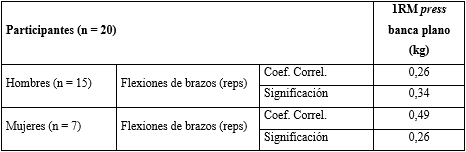 Participantes (n = 20)
1RM press
banca plano
(kg)
Hombres (n = 15)
Flexiones de brazos (reps)
Coef. Correl.
0,26
Significación
0,34
Mujeres (n = 7)
Flexiones de brazos (reps)
Coef. Correl.
0,49
Significación
0,26